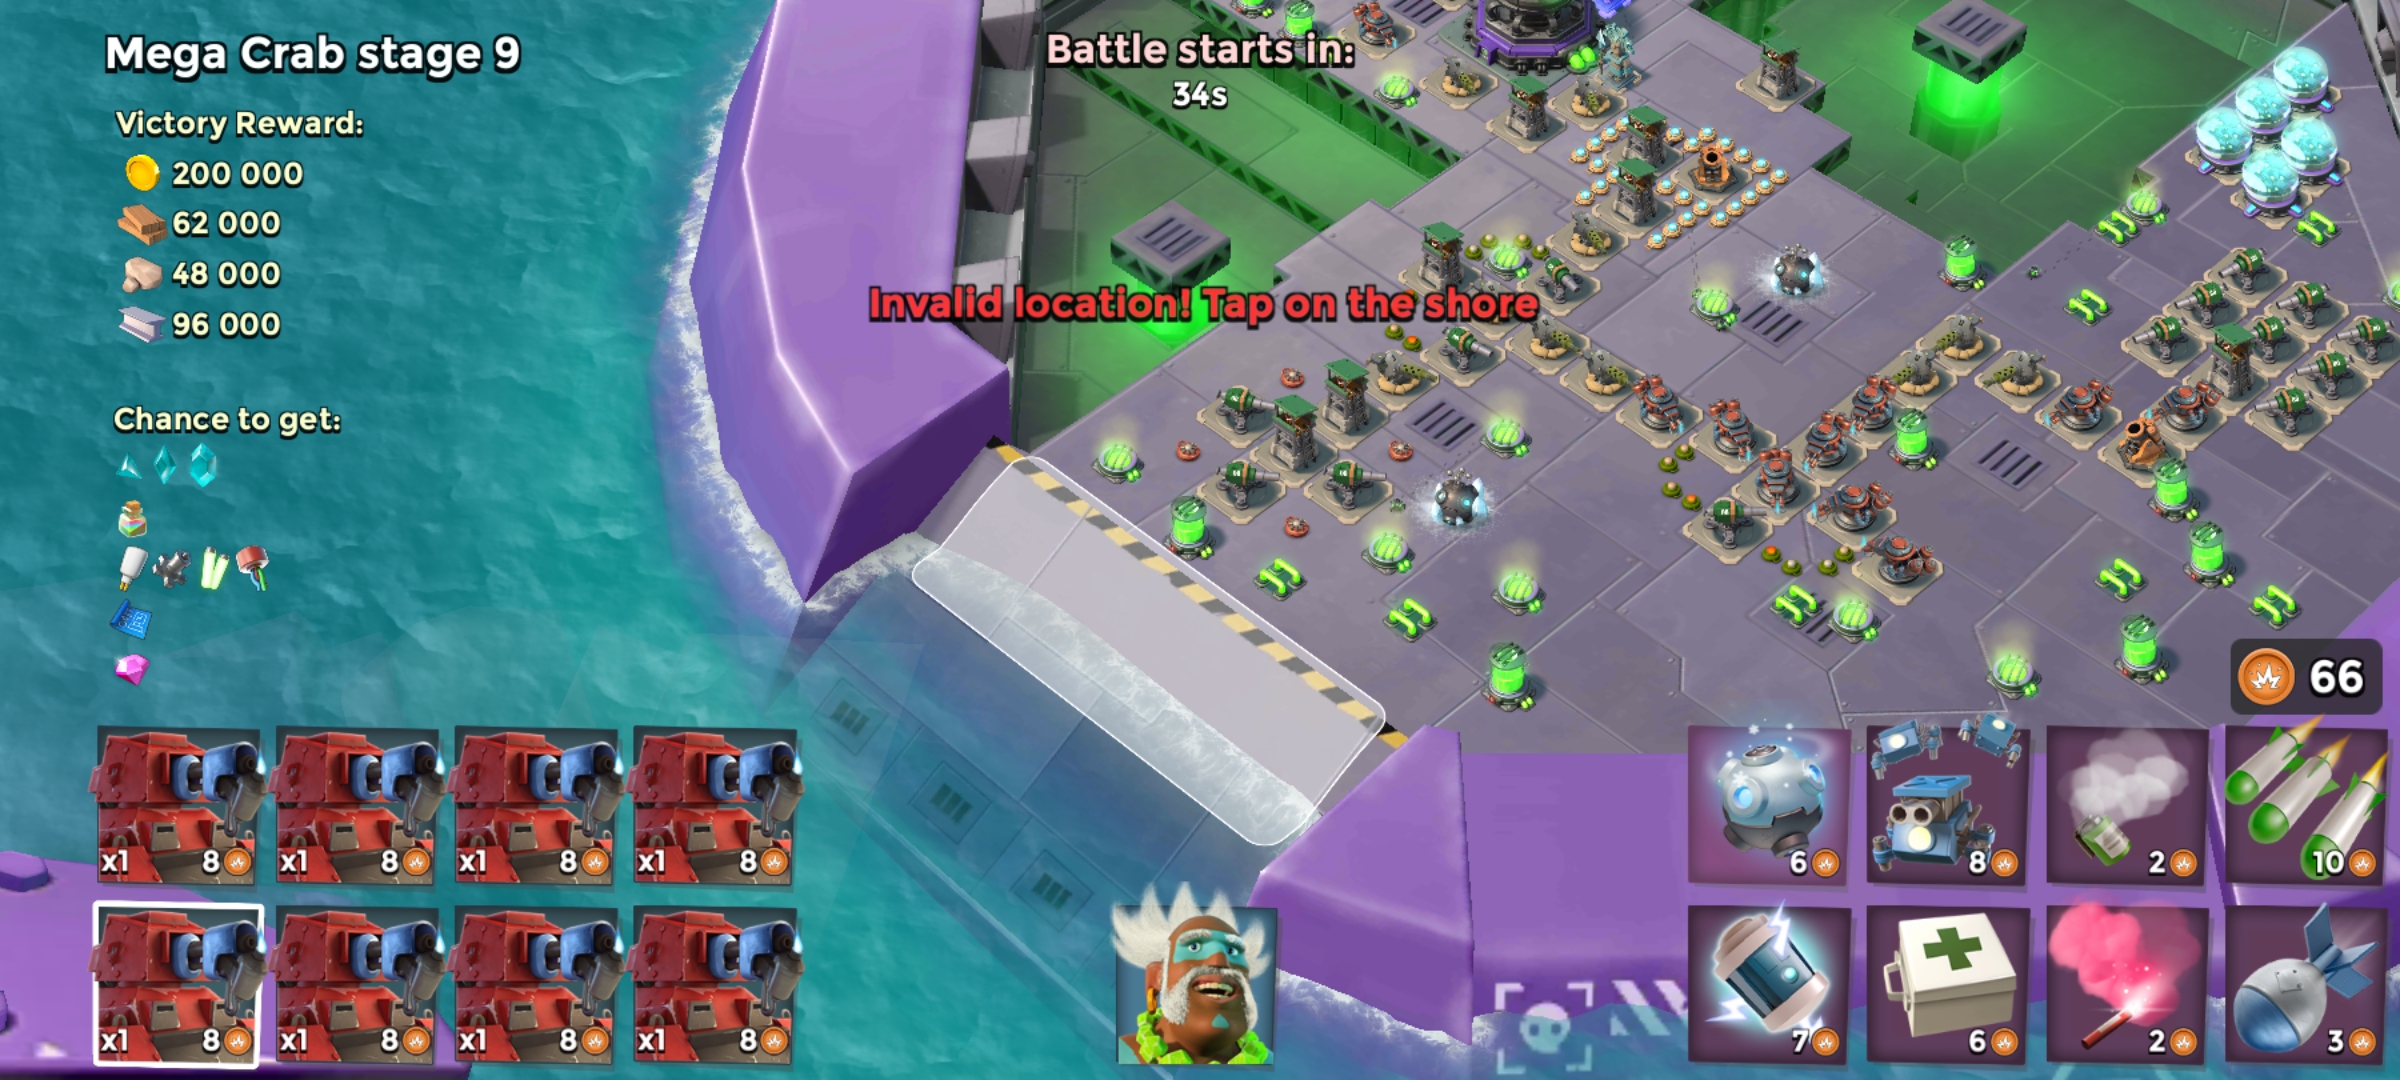 Mega Crab stage 9
Battle starts in:
34s
Victory Reward:
200 000
62 000
48 000
96 000
Invalid location! Tap on the shore
Chance to get:
66
x1 8
x1 8
x1 8
x1 8
6
8
2
10
x1 8
x1 8
x1 8
x1 8
7
6
2
3